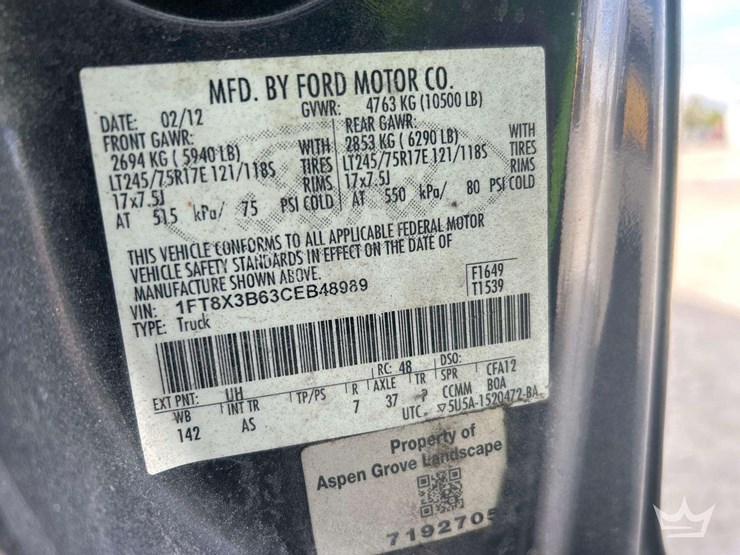 MFD. BY FORD MOTOR CO.
DATE: 02/12 GVWR: 4763 KG (10500 LB)
FRONT GAWR: REAR GAWR:
2694 KG ( 5940 LB) WITH 2853 KG ( 6290 LB) WITH
LT245/75R17E 121/118S TIRES LT245/75R17E 121/118S TIRES
17x7.5J RIMS 17x7.5J RIMS
AT 515 kPa/ 75 PSI COLD AT 550 kPa/ 80 PSI COLD
THIS VEHICLE CONFORMS TO ALL APPLICABLE FEDERAL MOTOR
VEHICLE SAFETY STANDARDS IN EFFECT ON THE DATE OF
MANUFACTURE SHOWN ABOVE.
VIN: 1FT8X3B63CEB48989 F1649
TYPE: Truck T1539
EXT PNT: UH RC: 48 DSO:
WB INT TR TP/PS R AXLE TR SPR CFA12
142 AS 7 37 P CCMM BOA
UTC 5U5A-1520472-BA
Property of
Aspen Grove Landscape
7192705